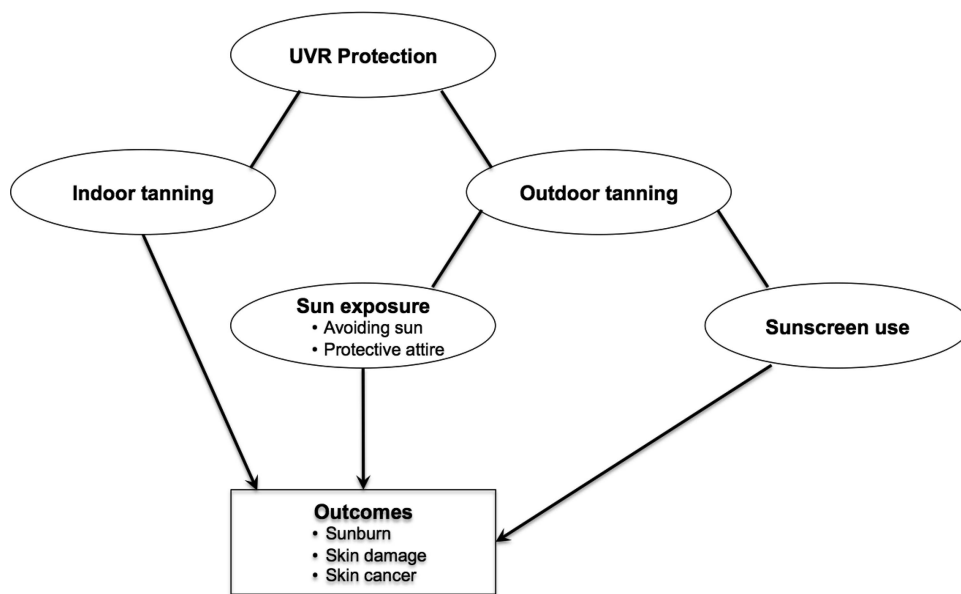 UVR Protection
Indoor tanning
Outdoor tanning
Sun exposure
• Avoiding sun
• Protective attire
Sunscreen use
Outcomes
• Sunburn
• Skin damage
• Skin cancer